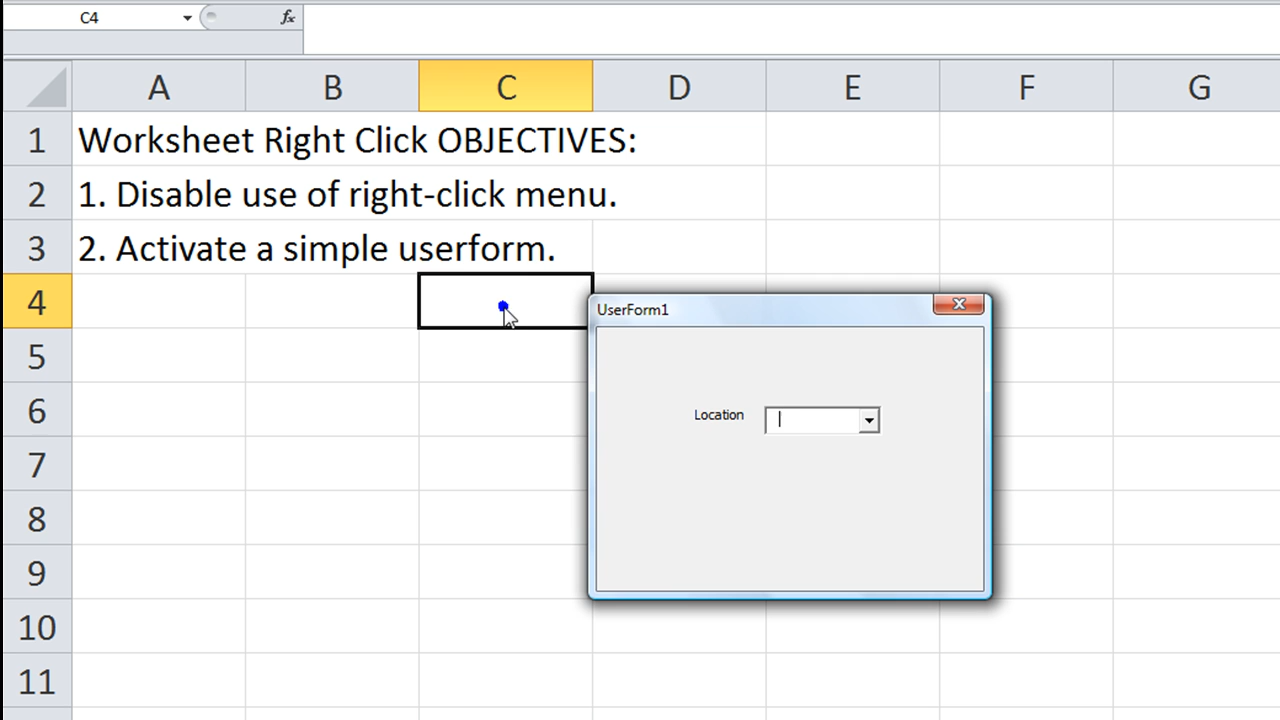 C4 fx
A B C D E F G
1 Worksheet Right Click OBJECTIVES:
2 1. Disable use of right-click menu.
3 2. Activate a simple userform.
4
UserForm1
5
6
Location
7
8
9
10
11